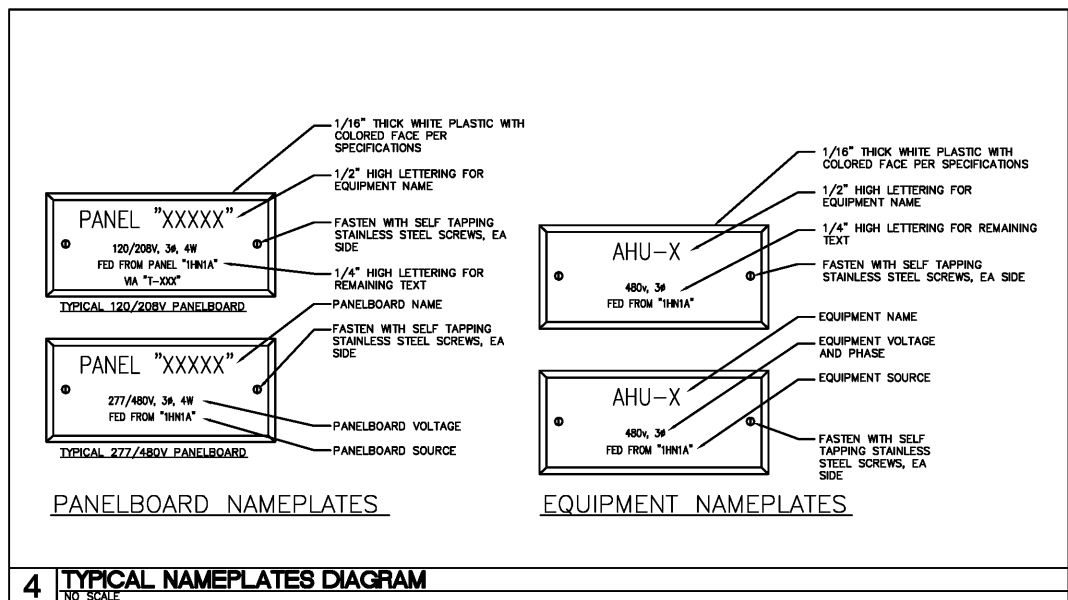 1/16" THICK WHITE PLASTIC WITH
COLORED FACE PER
SPECIFICATIONS
1/2" HIGH LETTERING FOR
EQUIPMENT NAME
PANEL "XXXXX"
120/208V, 3ø, 4W
FED FROM PANEL "1HN1A"
VIA "T-XXX"
FASTEN WITH SELF TAPPING
STAINLESS STEEL SCREWS, EA
SIDE
1/4" HIGH LETTERING FOR
REMAINING TEXT
TYPICAL 120/208V PANELBOARD
PANELBOARD NAME
FASTEN WITH SELF TAPPING
STAINLESS STEEL SCREWS, EA
SIDE
PANEL "XXXXX"
277/480V, 3ø, 4W
FED FROM "1HN1A"
PANELBOARD VOLTAGE
PANELBOARD SOURCE
TYPICAL 277/480V PANELBOARD
PANELBOARD NAMEPLATES
1/16" THICK WHITE PLASTIC WITH
COLORED FACE PER SPECIFICATIONS
1/2" HIGH LETTERING FOR
EQUIPMENT NAME
1/4" HIGH LETTERING FOR REMAINING
TEXT
AHU-X
480v, 3ø
FED FROM "1HN1A"
FASTEN WITH SELF TAPPING
STAINLESS STEEL SCREWS, EA SIDE
EQUIPMENT NAME
EQUIPMENT VOLTAGE
AND PHASE
EQUIPMENT SOURCE
AHU-X
480v, 3ø
FED FROM "1HN1A"
FASTEN WITH SELF
TAPPING STAINLESS
STEEL SCREWS, EA
SIDE
EQUIPMENT NAMEPLATES
4 TYPICAL NAMEPLATES DIAGRAM
NO SCALE